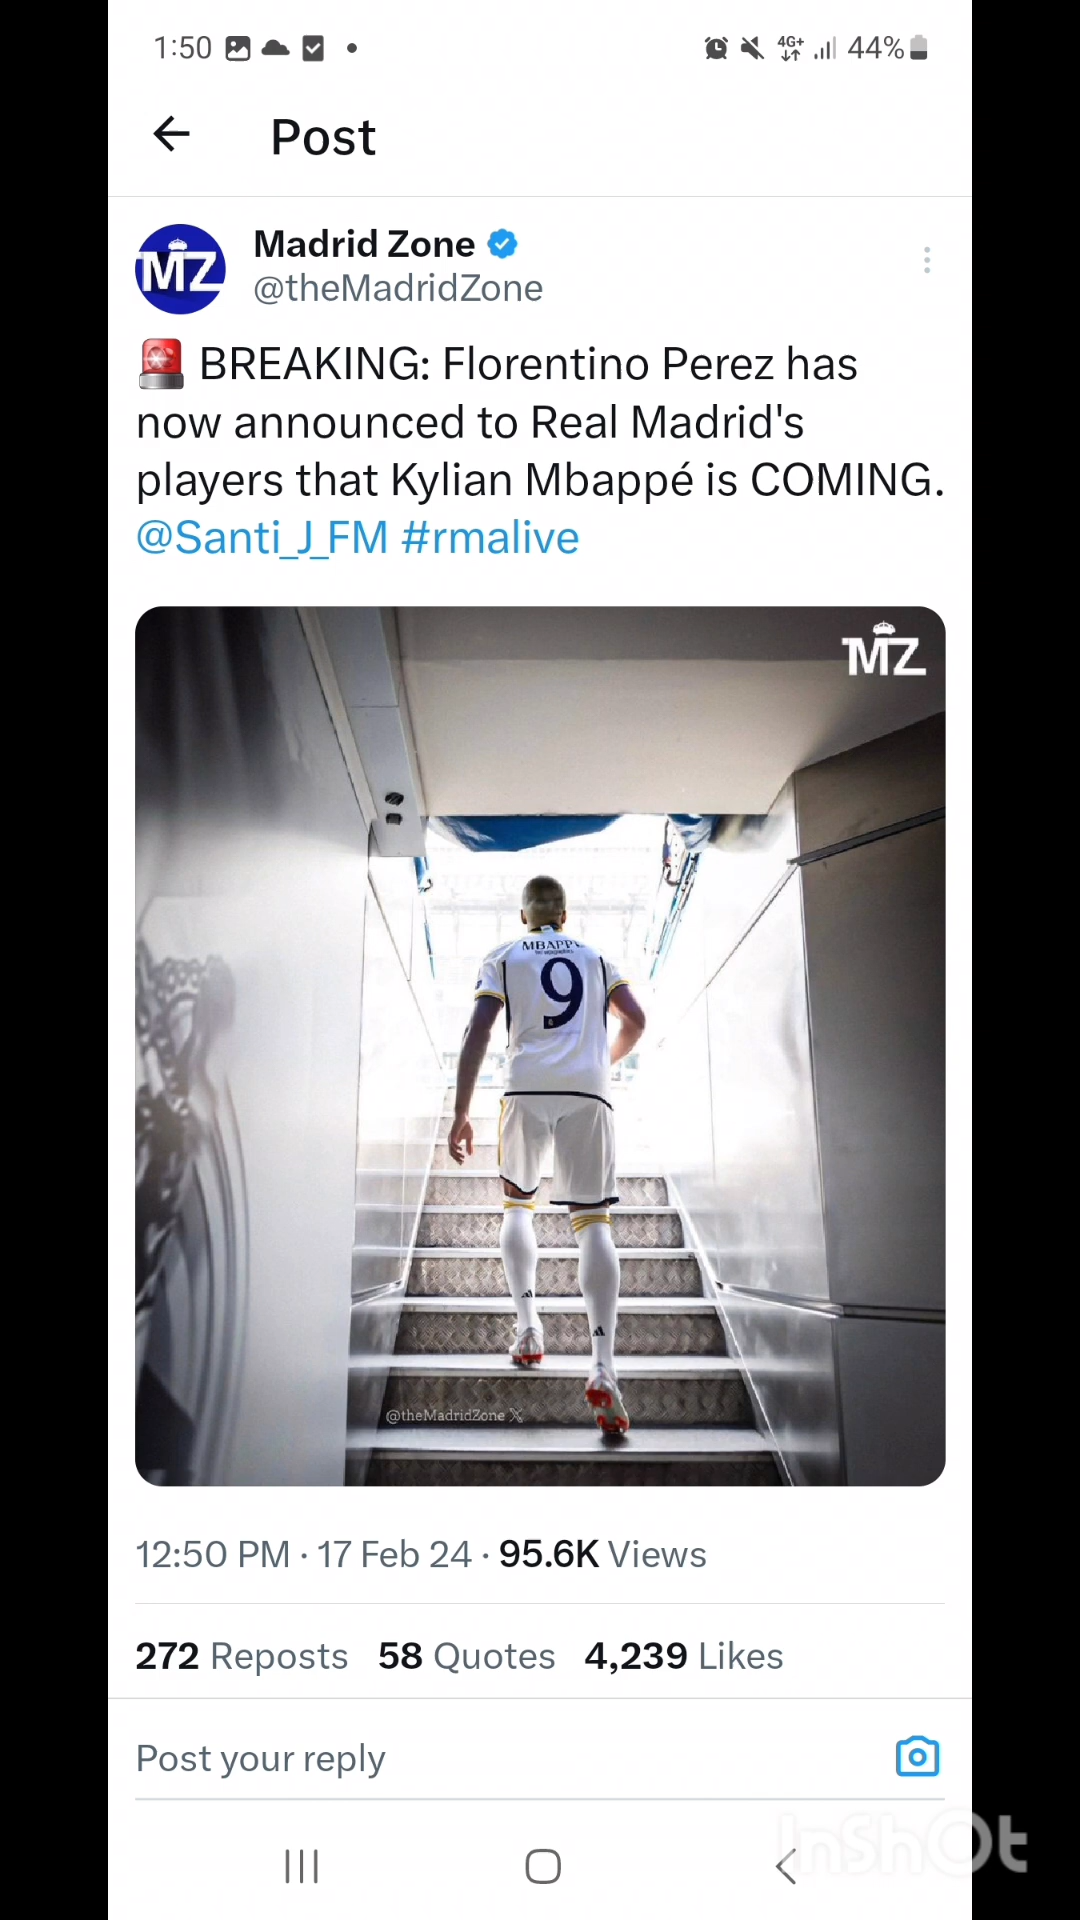 1:50
4G+ 44%
Post
MZ
Madrid Zone
@theMadridZone
BREAKING: Florentino Perez has
now announced to Real Madrid's
players that Kylian Mbappé is COMING.
@Santi_J_FM #rmalive
MZ
MBAPPE
9
@theMadridZone X
12:50 PM · 17 Feb 24 · 95.6K Views
272 Reposts 58 Quotes 4,239 Likes
Post your reply
InShOt